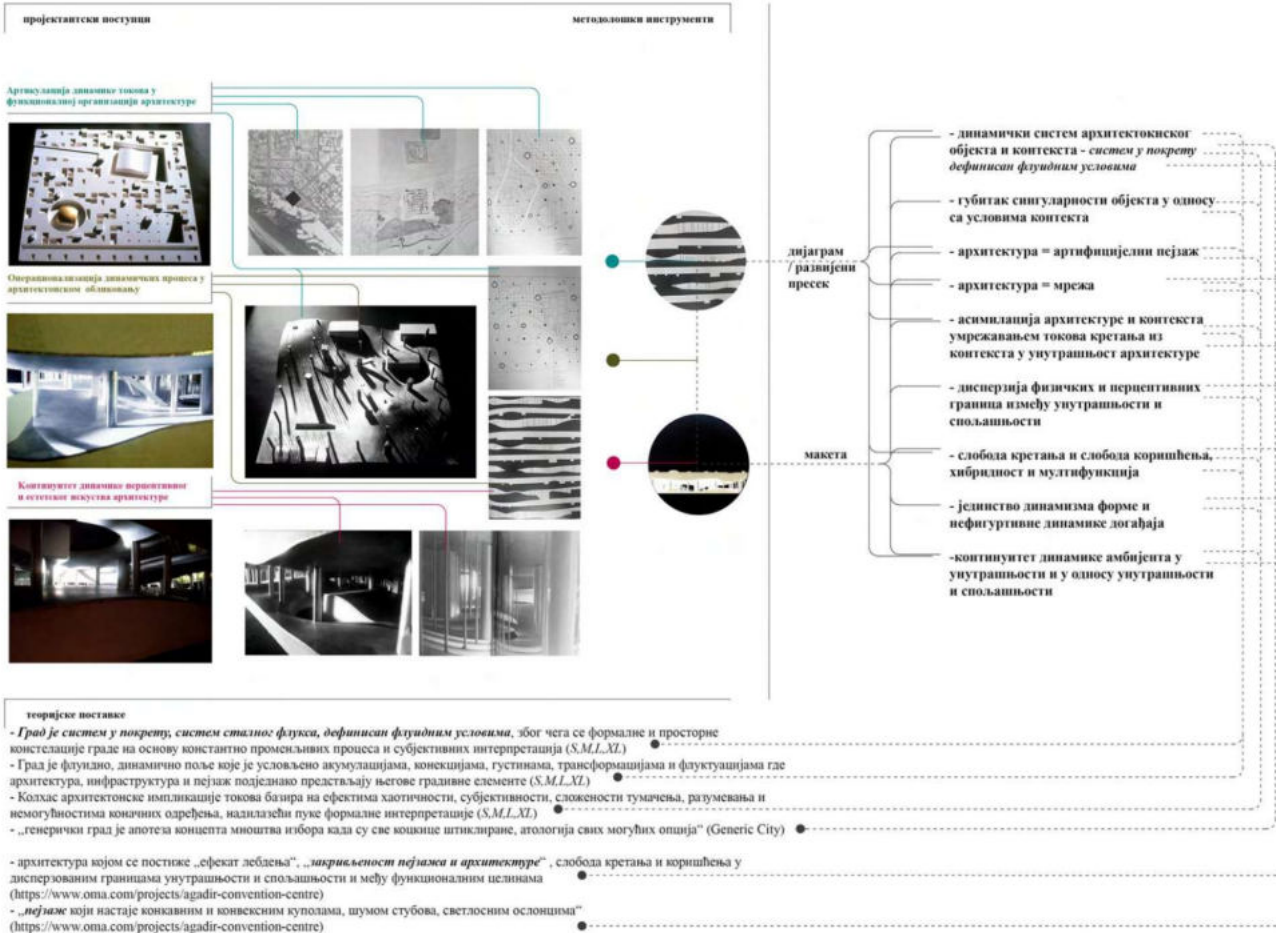 пројектантски поступци
методолошки инструменти
Артикулација динамике токова у
функционалној организацији архитектуре
Операционализација динамичких процеса у
архитектонском обликовању
Континуитет динамике перцептивног
и естетског искуства архитектуре
дијаграм
/ развијени
пресек
макета
- динамички систем архитектокнског
објекта и контекста - систем у покрету
дефинисан флуидним условима
- губитак сингуларности објекта у односу
са условима контекта
- архитектура = артифицијелни пејзаж
- архитектура = мрежа
- асимилација архитектуре и контекста
умрежавањем токова кретања из
контекста у унутрашњост архитектуре
- дисперзија физичких и перцептивних
граница између унутрашњости и
спољашњости
- слобода кретања и слобода коришћења,
хибридност и мултифункција
- јединство динамизма форме и
нефигуртивне динамике догађаја
-континуитет динамике амбијента у
унутрашњости и у односу унутрашњости
и спољашњости
теоријске поставке
- Град је систем у покрету, систем сталног флукса, дефинисан флуидним условима, због чега се формалне и просторне
констелације граде на основу константно променљивих процеса и субјективних интерпретација (S,M,L,XL)
- Град је флуидно, динамично поље које је условљено акумулацијама, конекцијама, густинама, трансформацијама и флуктуацијама где
архитектура, инфраструктура и пејзаж подједнако предствљају његове градивне елементе (S,M,L,XL)
- Колхас архитектонске импликације токова базира на ефектима хаотичности, субјективности, сложености тумачења, разумевања и
немогућностима коначних одређења, надилазећи пуке формалне интерпретације (S,M,L,XL)
- „генерички град је апотеза концепта мноштва избора када су све коцкице штиклиране, атологија свих могућих опција“ (Generic City)
- архитектура којом се постиже „ефекат лебдења“, „закривљеност пејзажа и архитектуре“ , слобода кретања и коришћења у
дисперзованим границама унутрашњости и спољашњости и међу функционалним целинама
(https://www.oma.com/projects/agadir-convention-centre)
- „пејзаж који настаје конкавним и конвексним куполама, шумом стубова, светлосним ослонцима“
(https://www.oma.com/projects/agadir-convention-centre)